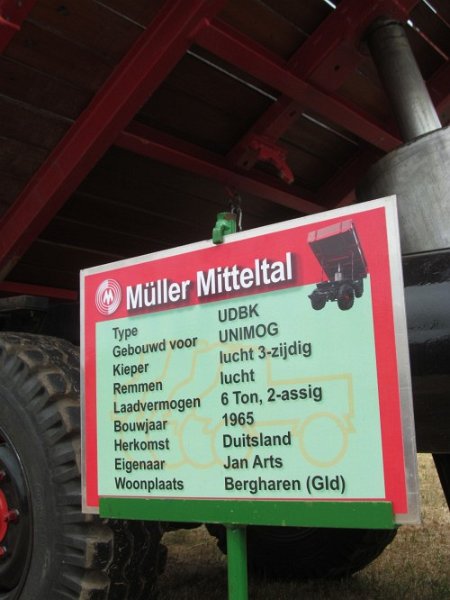 Müller Mitteltal
Type UDBK
Gebouwd voor UNIMOG
Kieper lucht 3-zijdig
Remmen lucht
Laadvermogen 6 Ton, 2-assig
Bouwjaar 1965
Herkomst Duitsland
Eigenaar Jan Arts
Woonplaats Bergharen (Gld)